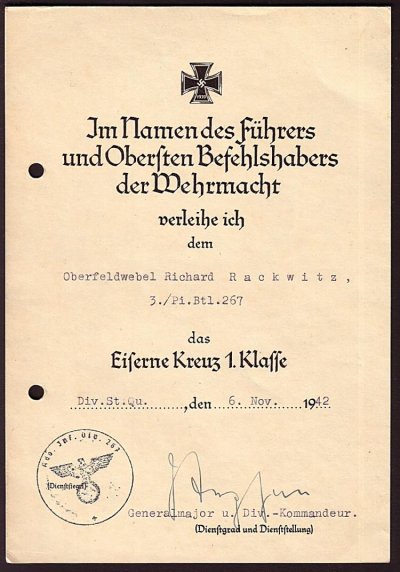 Im Namen des Führers
und Obersten Befehlshabers
der Wehrmacht
verleihe ich
dem
Oberfeldwebel Richard Rackwitz,
3./Pi.Btl.267
das
Eiserne Kreuz 1. Klasse
Div.St.Qu. ,den 6. Nov. 1942
(Dienstsiegel)
Generalmajor u. Div.-Kommandeur.
(Dienstgrad und Dienststellung)